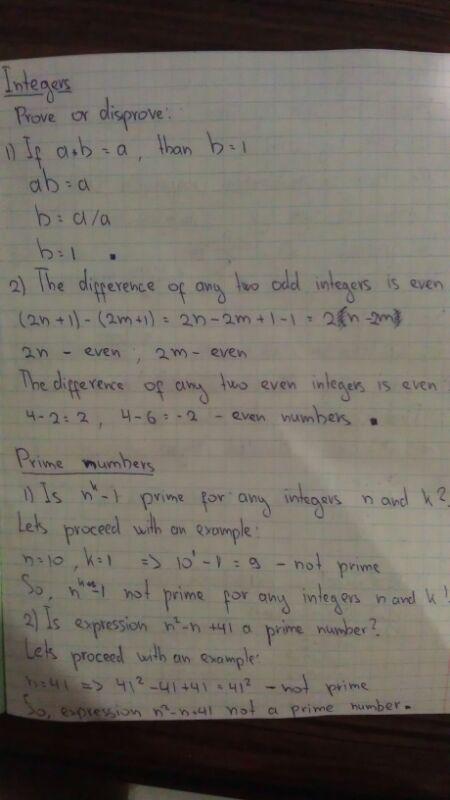 Integers
Prove or disprove:
1) If a·b = a, than b = 1
ab = a
b = a/a
b = 1 .
2) The difference of any two odd integers is even
(2n + 1) - (2m+1) = 2n - 2m + 1 - 1 = 2n - 2m
2n - even ; 2m - even
The difference of any two even integers is even:
4 - 2 = 2, 4 - 6 = -2 - even numbers .
Prime numbers
1) Is n^k - 1 prime for any integers n and k?
Lets proceed with an example:
n = 10, k = 1 => 10^1 - 1 = 9 - not prime
So, n^k - 1 not prime for any integers n and k!
2) Is expression n^2 - n + 41 a prime number?
Lets proceed with an example:
n = 41 => 41^2 - 41 + 41 = 41^2 - not prime
So, expression n^2 - n + 41 not a prime number.